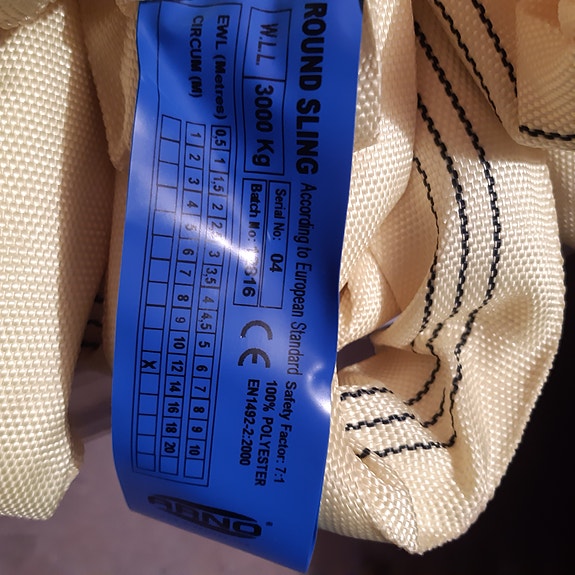 ROUND SLING According to European Standard
W.L.L. 3000 Kg
Serial No: 04
Batch No:
CE
Safety Factor: 7:1
100% POLYESTER
EN1492-2:2000
EWL (Metres) 0,5 1 1,5 2 3 3,5 4 4,5 5 6 7 8 9 10
CIRCUM (M) 1 2 3 4 5 6 7 8 9 10 12 14 16 18 20
X
ARNO ®